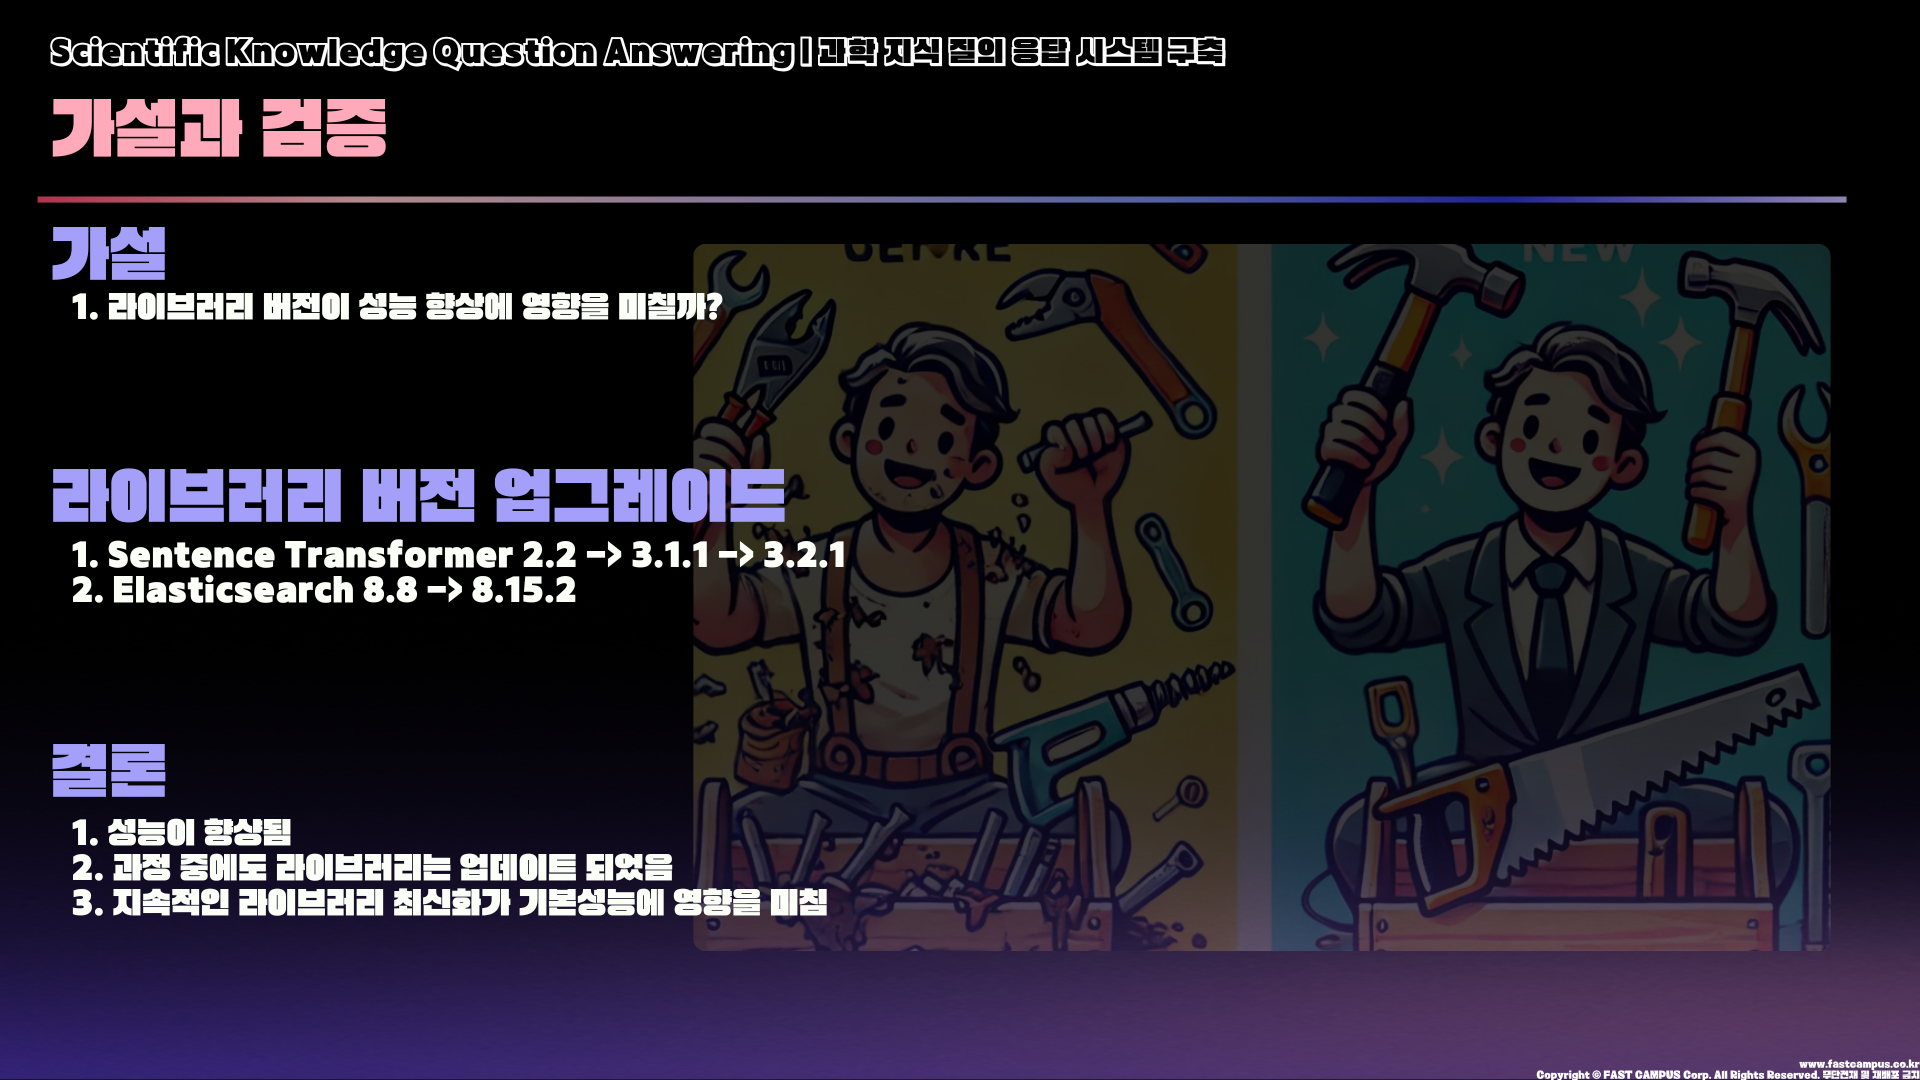 Scientific Knowledge Question Answering | 과학 지식 질의 응답 시스템 구축
가설과 검증
가설
1. 라이브러리 버전이 성능 향상에 영향을 미칠까?
NEW
라이브러리 버전 업그레이드
1. Sentence Transformer 2.2 -> 3.1.1 -> 3.2.1
2. Elasticsearch 8.8 -> 8.15.2
결론
1. 성능이 향상됨
2. 과정 중에도 라이브러리는 업데이트 되었음
3. 지속적인 라이브러리 최신화가 기본성능에 영향을 미침
www.fastcampus.co.kr
Copyright © FAST CAMPUS Corp. All Rights Reserved. 무단전재 및 재배포 금지